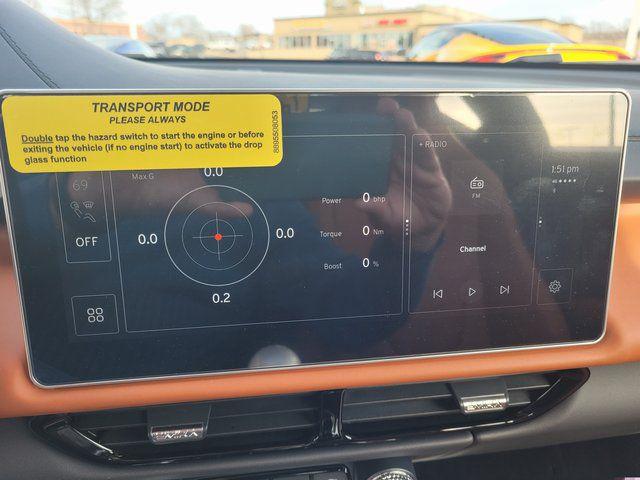 TRANSPORT MODE
PLEASE ALWAYS
Double tap the hazard switch to start the engine or before
exiting the vehicle (if no engine start) to activate the drop
glass function
8895508053
69
OFF
Max G
0.0
0.0
0.0
0.2
Power 0 bhp
Torque 0 Nm
Boost 0 %
+ RADIO
FM
Channel
1:51 pm